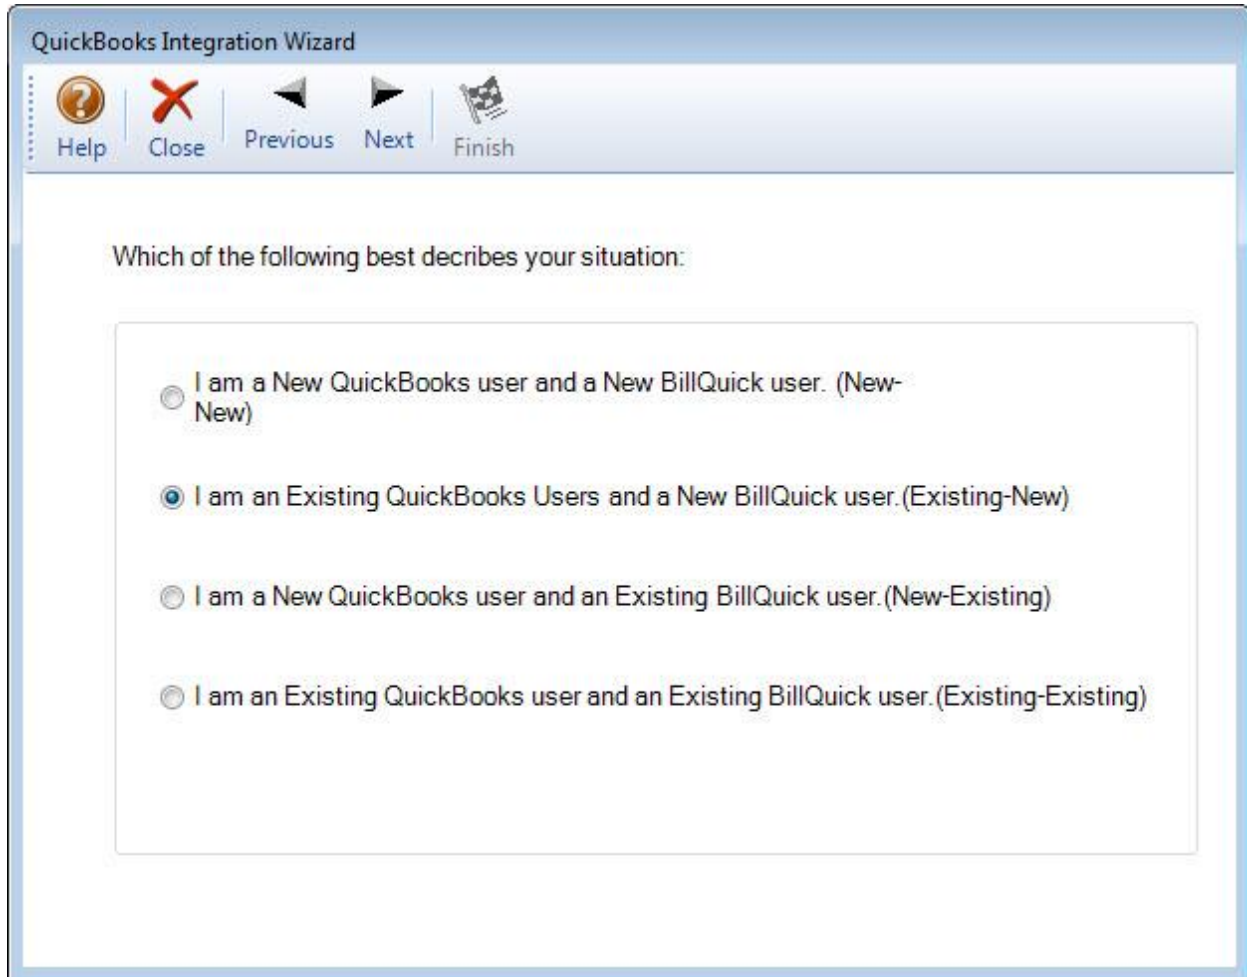 QuickBooks Integration Wizard
Help Close Previous Next Finish
Which of the following best decribes your situation:
I am a New QuickBooks user and a New BillQuick user. (New-
New)
I am an Existing QuickBooks Users and a New BillQuick user.(Existing-New)
I am a New QuickBooks user and an Existing BillQuick user.(New-Existing)
I am an Existing QuickBooks user and an Existing BillQuick user.(Existing-Existing)